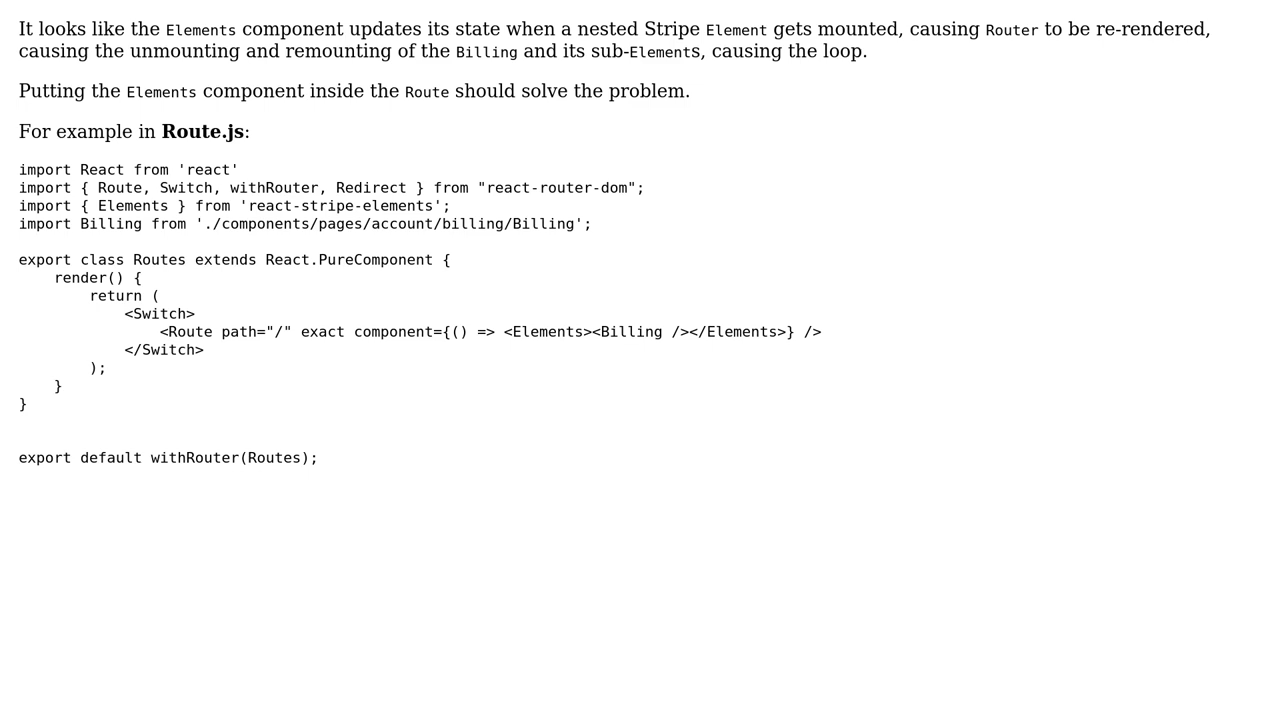 It looks like the Elements component updates its state when a nested Stripe Element gets mounted, causing Router to be re-rendered,
causing the unmounting and remounting of the Billing and its sub-Elements, causing the loop.
Putting the Elements component inside the Route should solve the problem.
For example in Route.js:
import React from 'react'
import { Route, Switch, withRouter, Redirect } from "react-router-dom";
import { Elements } from 'react-stripe-elements';
import Billing from './components/pages/account/billing/Billing';
export class Routes extends React.PureComponent {
    render() {
        return (
            <Switch>
                <Route path="/" exact component={() => <Elements><Billing /></Elements>} />
            </Switch>
        );
    }
}
export default withRouter(Routes);